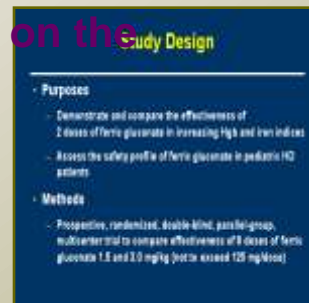 on the
Study Design
• Purposes
– Demonstrate and compare the effectiveness of
2 doses of ferric gluconate in increasing Hgb and iron indices
– Assess the safety profile of ferric gluconate in pediatric HD
patients
• Methods
– Prospective, randomized, double-blind, parallel-group,
multicenter trial to compare effectiveness of 8 doses of ferric
gluconate 1.5 and 3.0 mg/kg (not to exceed 125 mg/dose)